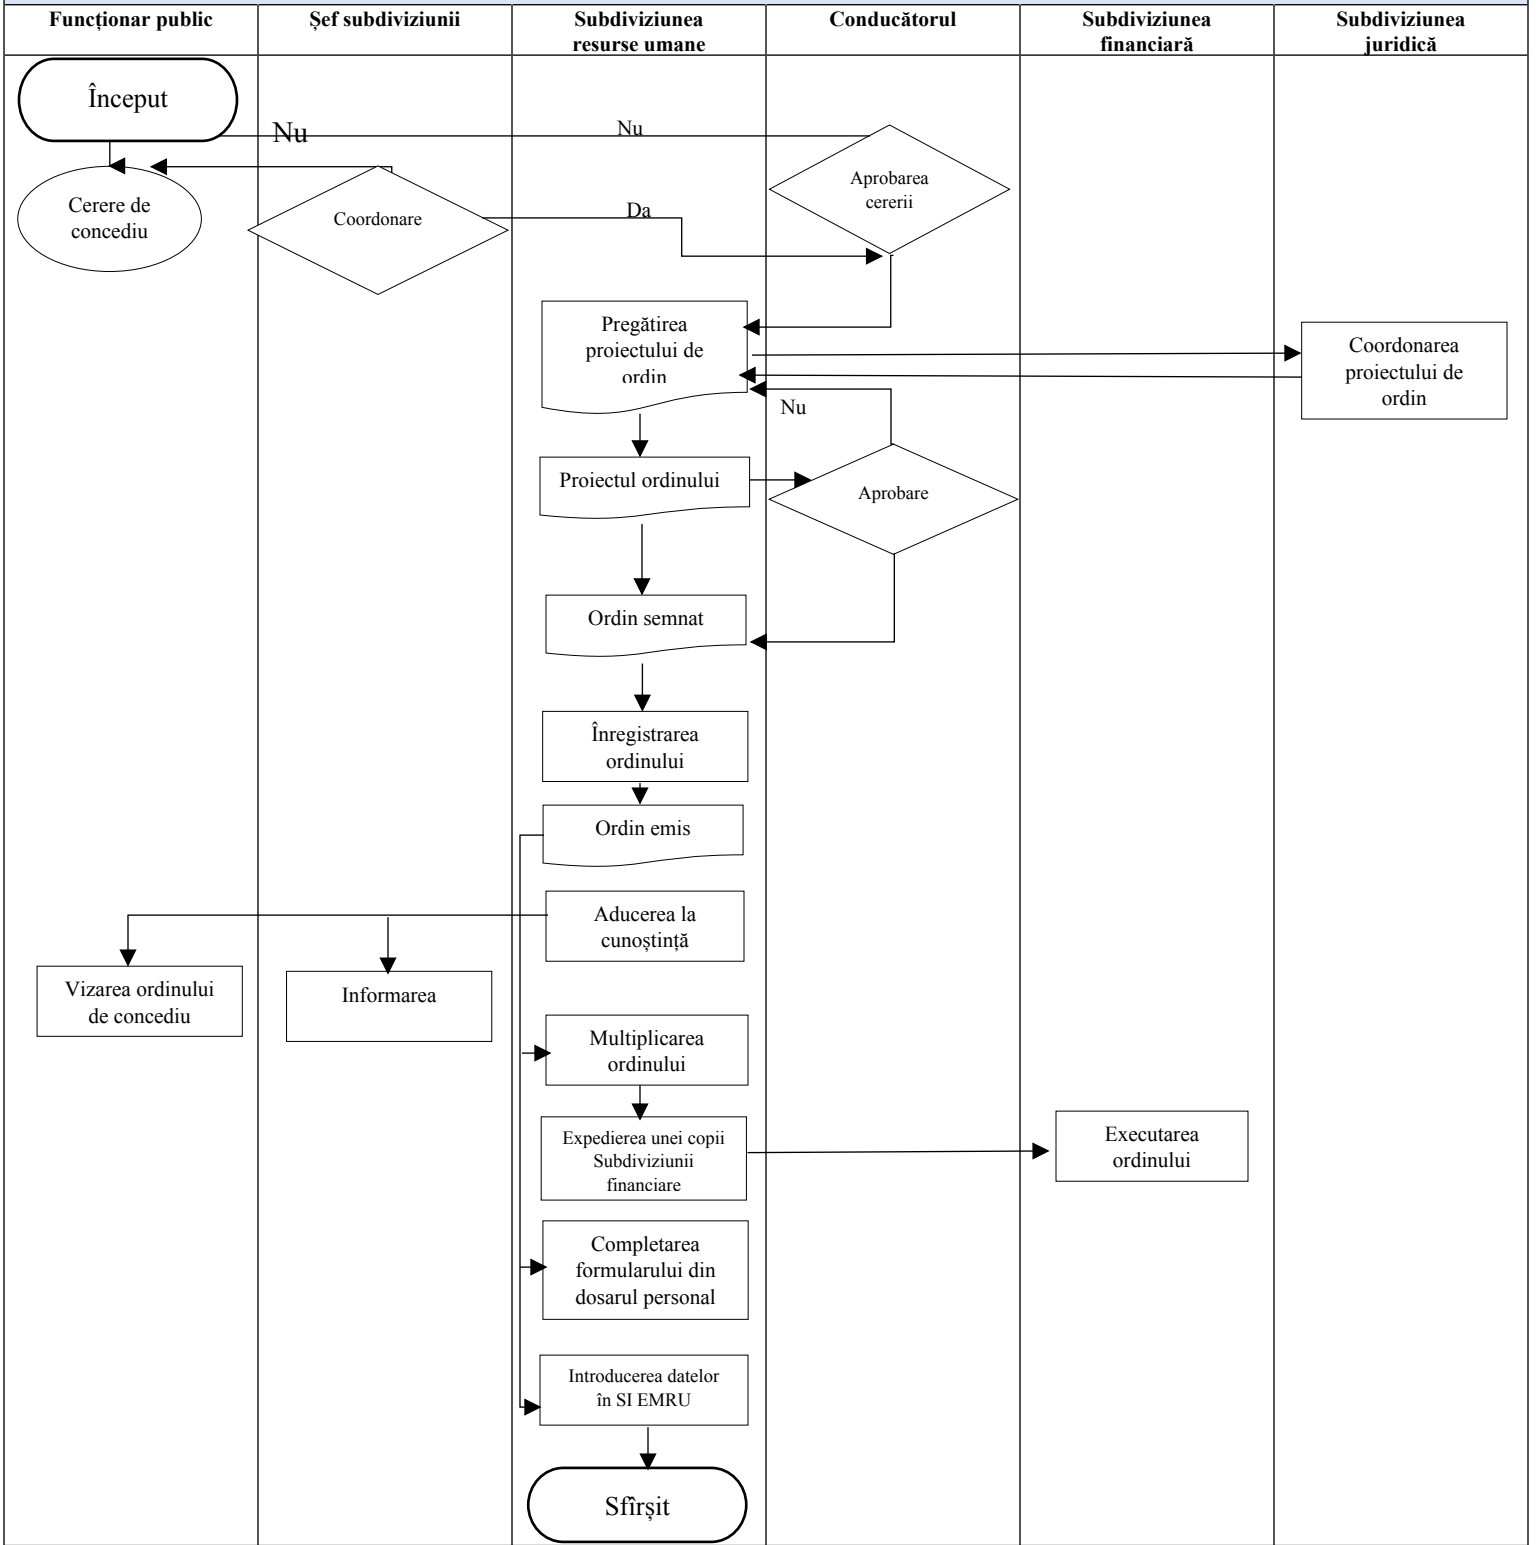 Funcționar public
Șef subdiviziunii
Subdiviziunea
resurse umane
Conducătorul
Subdiviziunea
financiară
Subdiviziunea
juridică
Început
Nu
Nu
Aprobarea
cererii
Cerere de
concediu
Coordonare
Da
Pregătirea
proiectului de
ordin
Coordonarea
proiectului de
ordin
Nu
Proiectul ordinului
Aprobare
Ordin semnat
Înregistrarea
ordinului
Ordin emis
Aducerea la
cunoștință
Vizarea ordinului
de concediu
Informarea
Multiplicarea
ordinului
Expedierea unei copii
Subdiviziunii
financiare
Executarea
ordinului
Completarea
formularului din
dosarul personal
Introducerea datelor
în SI EMRU
Sfîrșit